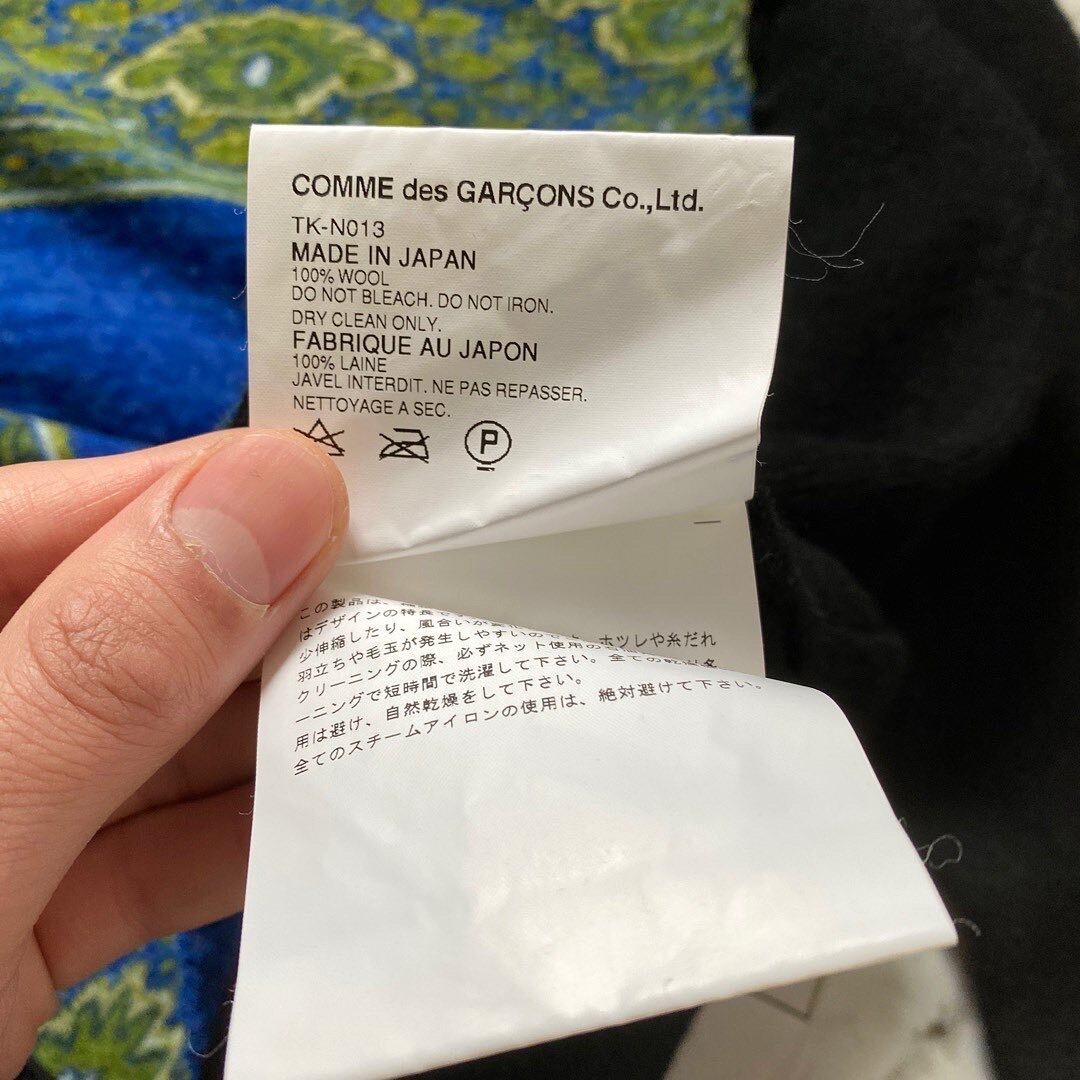 COMME des GARÇONS Co.,Ltd.
TK-N013
MADE IN JAPAN
100% WOOL
DO NOT BLEACH. DO NOT IRON.
DRY CLEAN ONLY.
FABRIQUE AU JAPON
100% LAINE
JAVEL INTERDIT. NE PAS REPASSER.
NETTOYAGE A SEC.
P
この製品は、
はデザインの特長で
少伸縮したり、風合いが
羽立ちや毛玉が発生しやすいので ホツレや糸だれ
クリーニングの際、必ずネット使用の
ーニングで短時間で洗濯して下さい。全ての
用は避け、自然乾燥をして下さい。
全てのスチームアイロンの使用は、絶対避けて下さい。